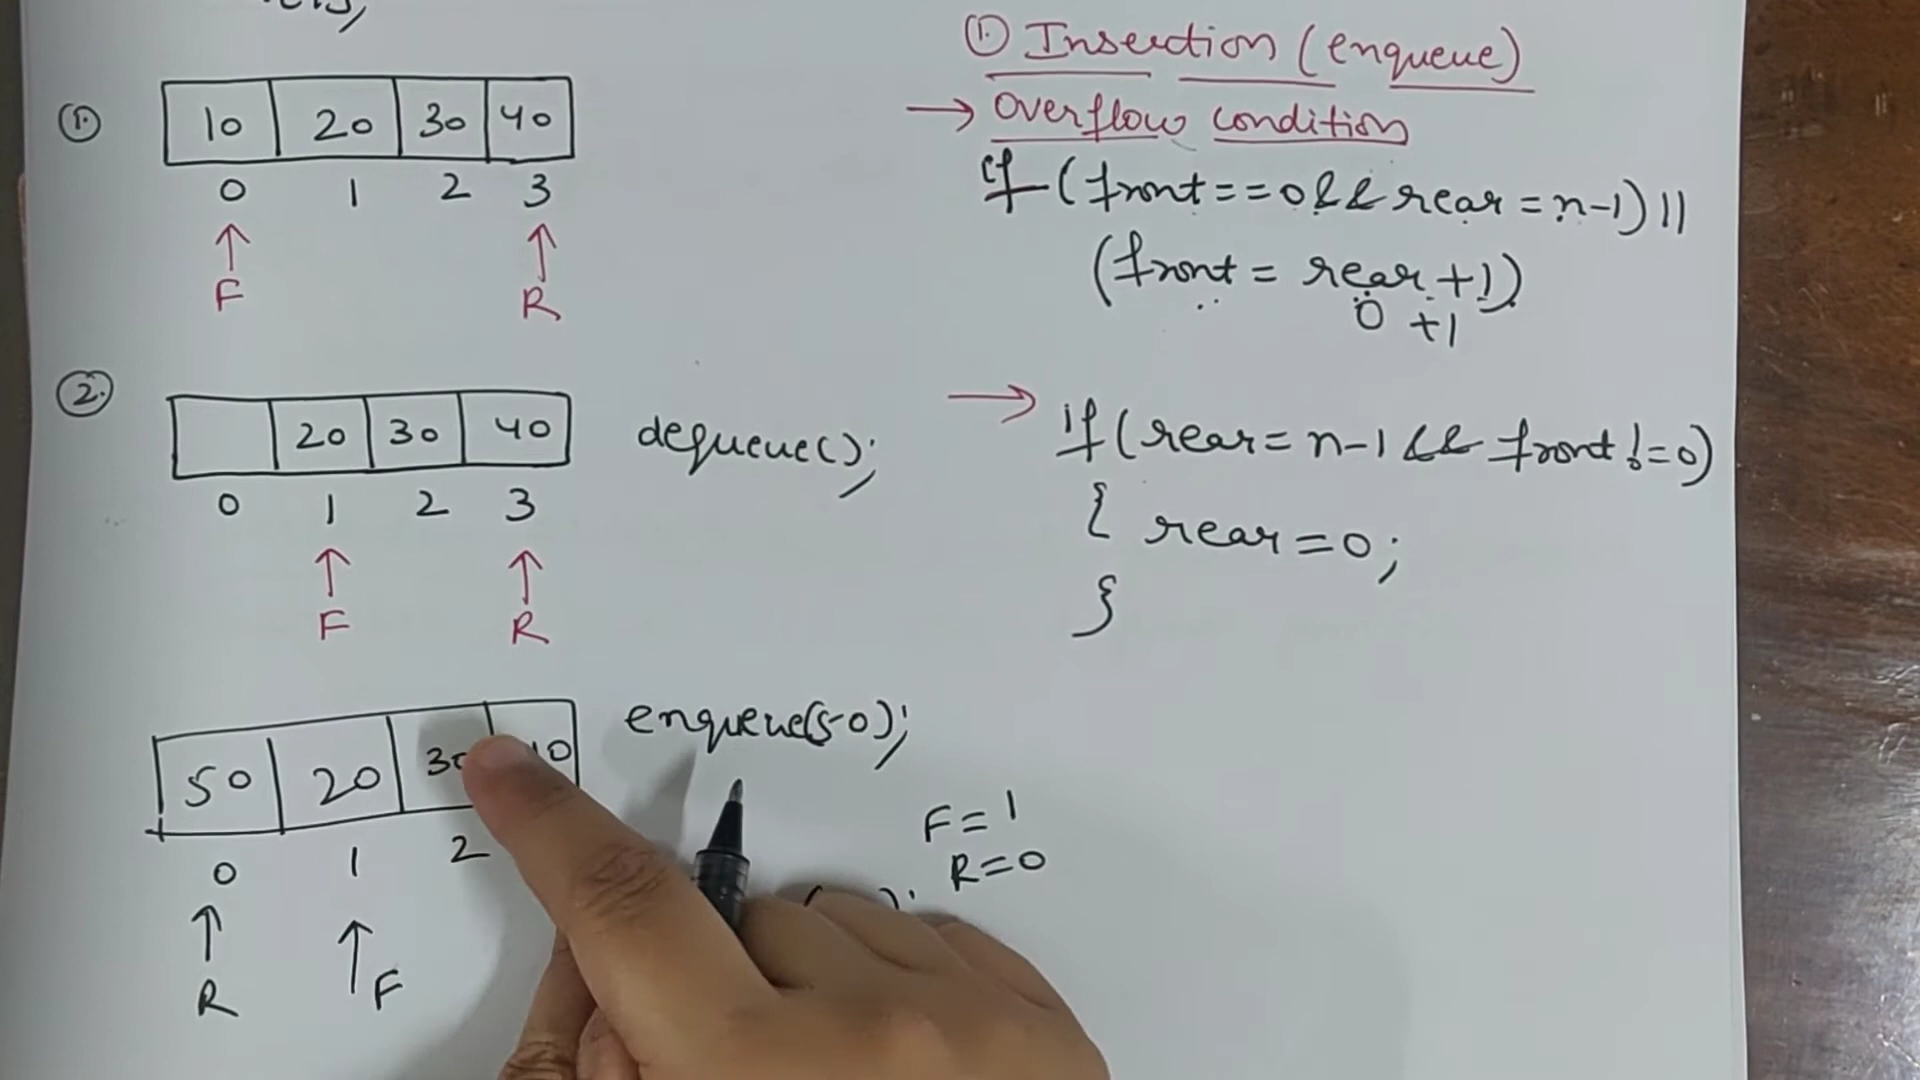 ① Insertion (enqueue)
→ Overflow condition
if (front==0 && rear=n-1) ||
(front = rear+1)
0 +1
①
10 20 30 40
0 1 2 3
↑ ↑
F R
②
20 30 40 dequeue();
0 1 2 3
↑ ↑
F R
→ if (rear=n-1 && front!=0)
{ rear=0;
}
50 20 30 enqueue(50);
0 1 2
↑ ↑
R F
F=1
R=0